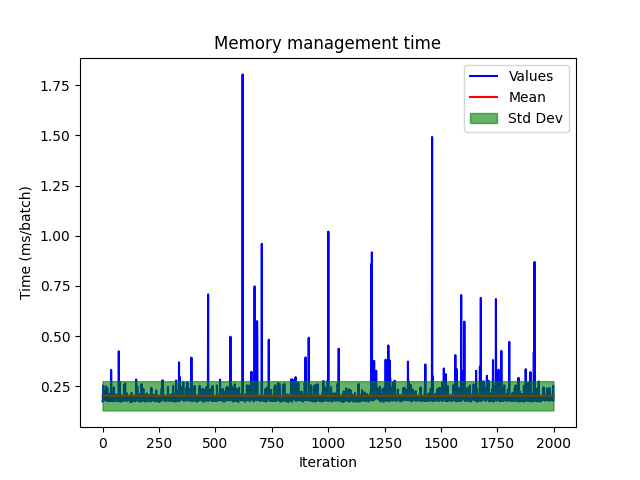 Memory management time
Values
Mean
Std Dev
Time (ms/batch)
1.75
1.50
1.25
1.00
0.75
0.50
0.25
0 250 500 750 1000 1250 1500 1750 2000
Iteration